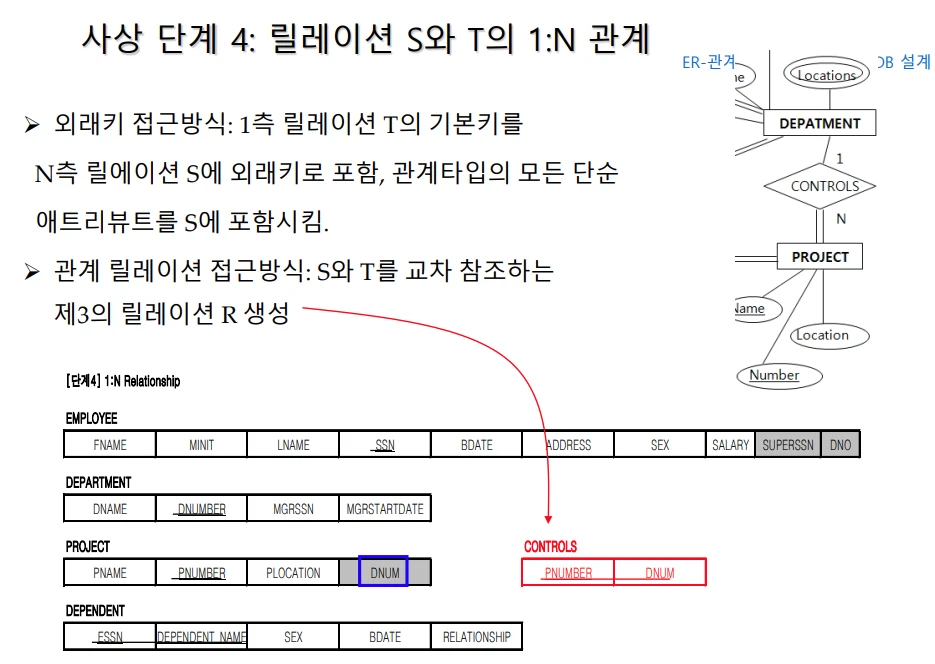 사상 단계 4: 릴레이션 S와 T의 1:N 관계
ER-관계
DB 설계
➢ 외래키 접근방식: 1측 릴레이션 T의 기본키를
N측 릴에이션 S에 외래키로 포함, 관계타입의 모든 단순
애트리뷰트를 S에 포함시킴.
➢ 관계 릴레이션 접근방식: S와 T를 교차 참조하는
제3의 릴레이션 R 생성
Locations
DEPATMENT
1
CONTROLS
N
PROJECT
Name
Location
Number
[단계4] 1:N Relationship
EMPLOYEE
FNAME MINIT LNAME SSN BDATE ADDRESS SEX SALARY SUPERSSN DNO
DEPARTMENT
DNAME DNUMBER MGRSSN MGRSTARTDATE
PROJECT
PNAME PNUMBER PLOCATION DNUM
CONTROLS
PNUMBER DNUM
DEPENDENT
ESSN DEPENDENT_NAME SEX BDATE RELATIONSHIP